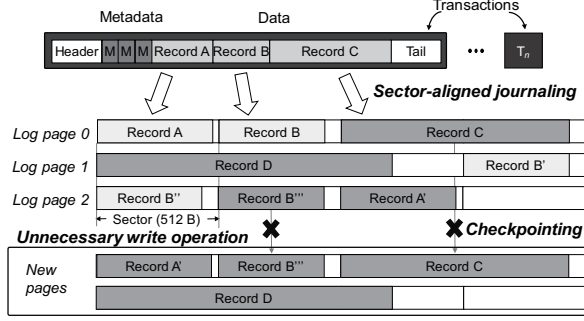 Transactions
Metadata Data
Header M M M Record A Record B Record C Tail ••• Tn
Sector-aligned journaling
Log page 0 Record A Record B Record C
Log page 1 Record D Record B'
Log page 2 Record B'' Record B''' Record A'
Sector (512 B)
Unnecessary write operation Checkpointing
New pages Record A' Record B''' Record C
Record D